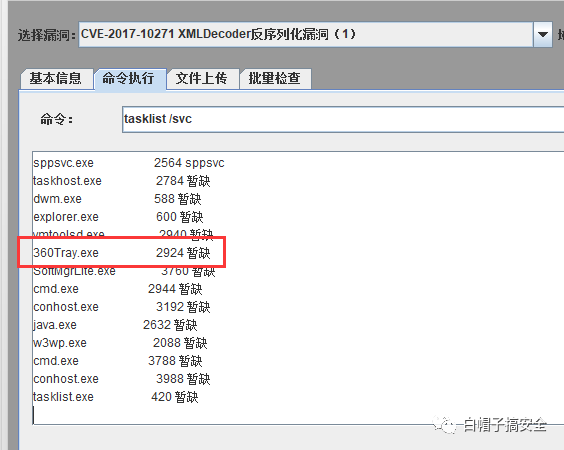 选择漏洞: CVE-2017-10271 XMLDecoder反序列化漏洞（1）
基本信息 命令执行 文件上传 批量检查
命令: tasklist /svc
sppsvc.exe 2564 sppsvc
taskhost.exe 2784 暂缺
dwm.exe 588 暂缺
explorer.exe 600 暂缺
vmtoolsd.exe 2940 暂缺
360Tray.exe 2924 暂缺
SoftMgrLite.exe 3760 暂缺
cmd.exe 2944 暂缺
conhost.exe 3192 暂缺
java.exe 2632 暂缺
w3wp.exe 2088 暂缺
cmd.exe 3788 暂缺
conhost.exe 3988 暂缺
tasklist.exe 420 暂缺
白帽子搞安全